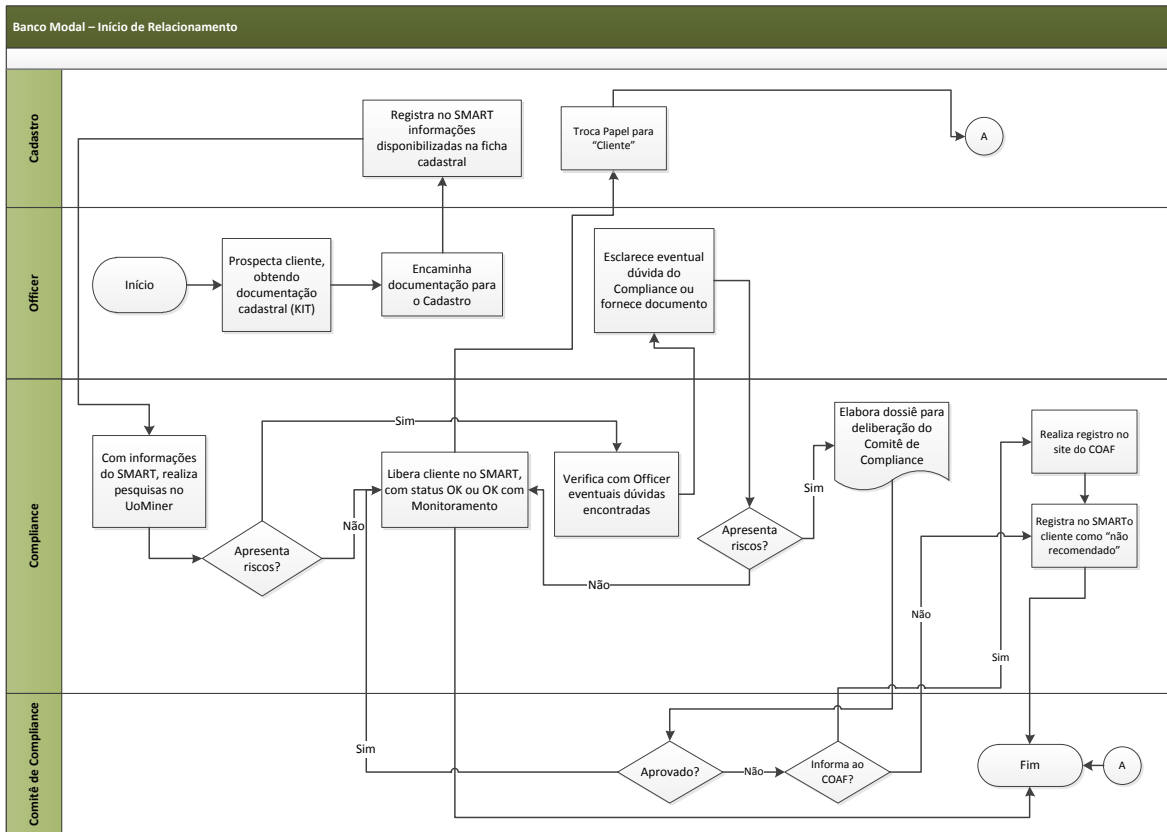 Banco Modal – Início de Relacionamento
Cadastro
Registra no SMART
informações
disponibilizadas na ficha
cadastral
Troca Papel para
“Cliente”
A
Officer
Início
Prospecta cliente,
obtendo
documentação
cadastral (KIT)
Encaminha
documentação para
o Cadastro
Esclarece eventual
dúvida do
Compliance ou
fornece documento
Compliance
Com informações
do SMART, realiza
pesquisas no
UoMiner
Apresenta
riscos?
Sim
Não
Libera cliente no SMART,
com status OK ou OK com
Monitoramento
Verifica com Officer
eventuais dúvidas
encontradas
Apresenta
riscos?
Sim
Não
Elabora dossiê para
deliberação do
Comitê de
Compliance
Realiza registro no
site do COAF
Registra no SMARTo
cliente como “não
recomendado”
Não
Sim
Comitê de Compliance
Sim
Aprovado?
Não
Informa ao
COAF?
Fim
A